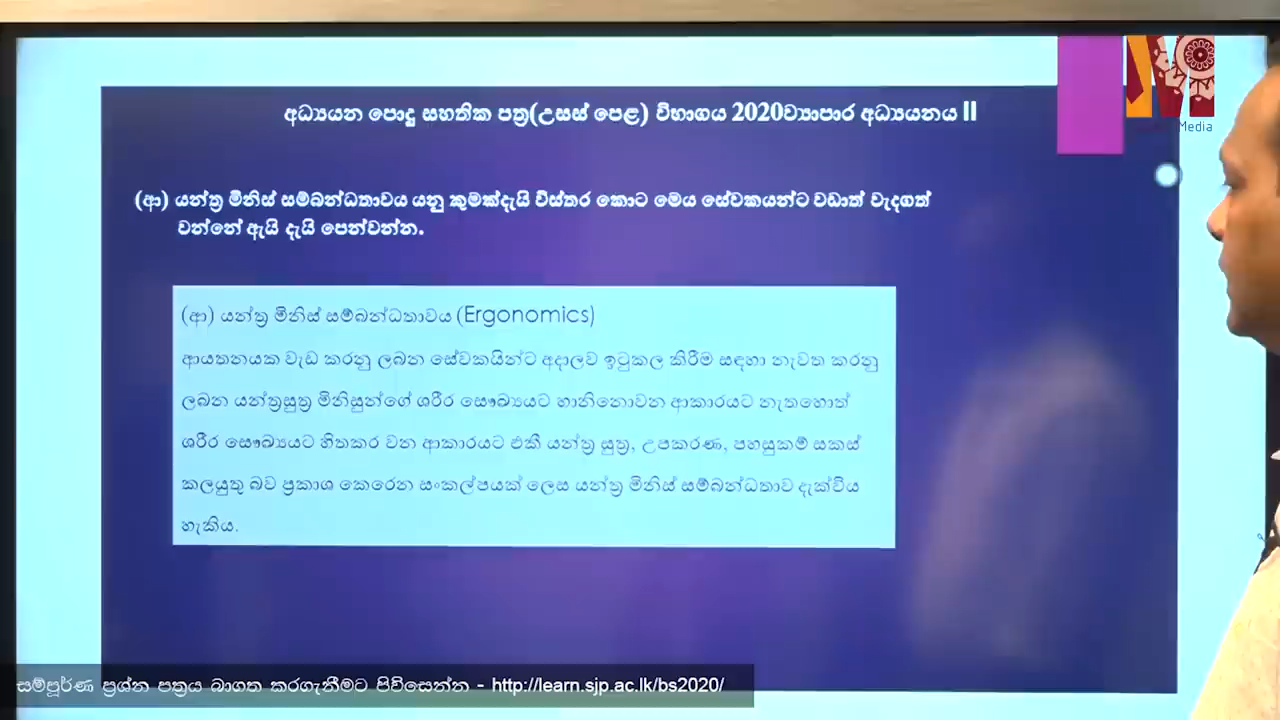 Media
අධ්‍යයන පොදු සහතික පත්‍ර(උසස් පෙළ) විභාගය 2020ව්‍යාපාර අධ්‍යයනය II
(ආ) යන්ත්‍ර මිනිස් සම්බන්ධතාවය යනු කුමක්දැයි විස්තර කොට මෙය සේවකයන්ට වඩාත් වැදගත්
වන්නේ ඇයි දැයි පෙන්වන්න.
(ආ) යන්ත්‍ර මිනිස් සම්බන්ධතාවය (Ergonomics)
ආයතනයක වැඩ කරනු ලබන සේවකයින්ට අදාලව ඉටුකල කිරීම සඳහා නැවත කරනු
ලබන යන්ත්‍රසුත්‍ර මිනිසුන්ගේ ශරීර සෞඛ්‍යයට හානිනොවන ආකාරයට නැතහොත්
ශරීර සෞඛ්‍යයට හිතකර වන ආකාරයට එකී යන්ත්‍ර සුත්‍ර, උපකරණ, පහසුකම් සකස්
කලයුතු බව ප්‍රකාශ කෙරෙන සංකල්පයක් ලෙස යන්ත්‍ර මිනිස් සම්බන්ධතාව දැක්විය
හැකිය.
සම්පූර්ණ ප්‍රශ්න පත්‍රය බාගත කරගැනීමට පිවිසෙන්න - http://learn.sjp.ac.lk/bs2020/